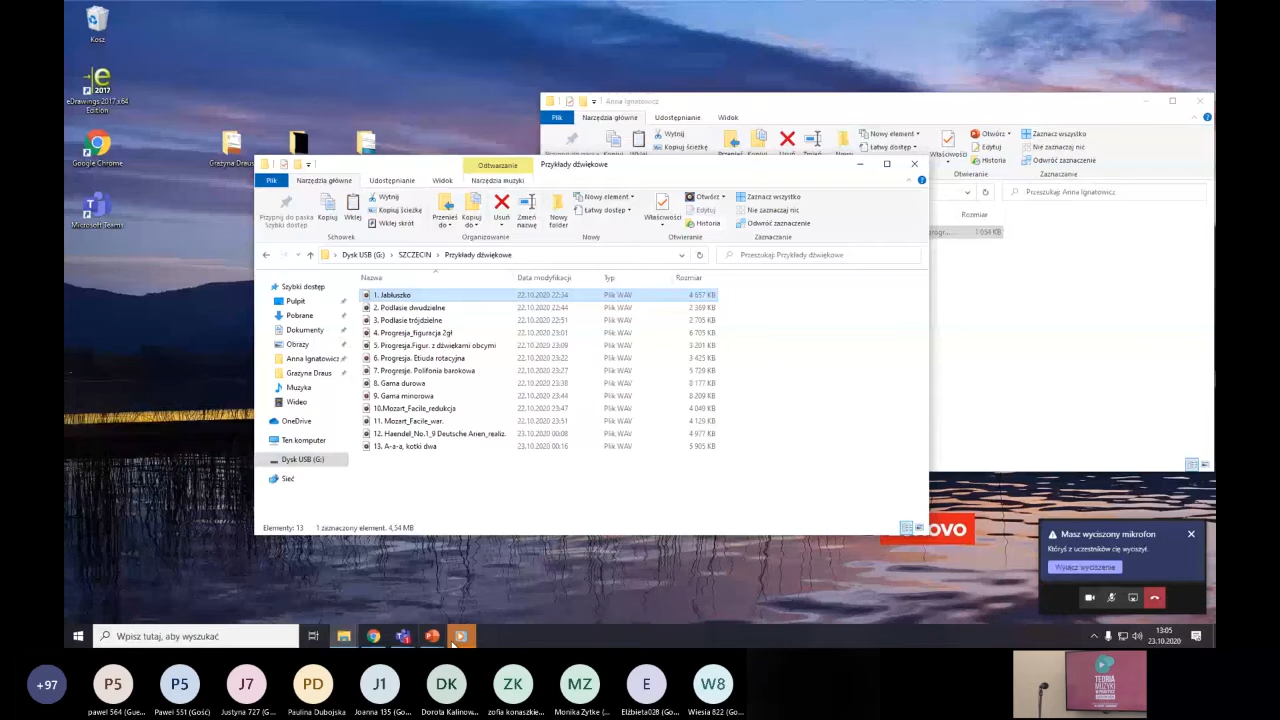 Kosz
eDrawings 2017 x64
Edition
Google Chrome
Microsoft Teams
Grażyna Draus
Anna Ignatowicz
Plik
Narzędzia główne
Udostępnianie
Widok
Wytnij
Kopiuj ścieżkę
Nowy element
Łatwy dostęp
Właściwości
Otwórz
Edytuj
Historia
Zaznacz wszystko
Nie zaznaczaj nic
Odwróć zaznaczenie
Otwieranie
Zaznaczanie
Przeszukaj: Anna Ignatowicz
Rozmiar
progr...
1 054 KB
Odtwarzanie
Przykłady dźwiękowe
Plik
Narzędzia główne
Udostępnianie
Widok
Narzędzia muzyki
Przypnij do paska
Szybki dostęp
Kopiuj
Wklej
Wytnij
Kopiuj ścieżkę
Wklej skrót
Schowek
Przenieś
do
Kopiuj
do
Usuń
Zmień
nazwę
Organizowanie
Nowy
folder
Nowy element
Łatwy dostęp
Nowy
Właściwości
Otwórz
Edytuj
Historia
Otwieranie
Zaznacz wszystko
Nie zaznaczaj nic
Odwróć zaznaczenie
Zaznaczanie
Dysk USB (G:) › SZCZECIN › Przykłady dźwiękowe
Przeszukaj: Przykłady dźwiękowe
Nazwa Data modyfikacji Typ Rozmiar
Szybki dostęp
Pulpit
Pobrane
Dokumenty
Obrazy
Anna Ignatowicz
Grażyna Draus
Muzyka
Wideo
OneDrive
Ten komputer
Dysk USB (G:)
Sieć
1. Jabłuszko 22.10.2020 22:34 Plik WAV 4 657 KB
2. Podlasie dwudzielne 22.10.2020 22:44 Plik WAV 2 369 KB
3. Podlasie trójdzielne 22.10.2020 22:51 Plik WAV 2 705 KB
4. Progresja_figuracja 2gł 22.10.2020 23:01 Plik WAV 6 705 KB
5. Progresja.Figur. z dźwiękami obcymi 22.10.2020 23:09 Plik WAV 3 201 KB
6. Progresja. Etiuda rotacyjna 22.10.2020 23:22 Plik WAV 3 425 KB
7. Progresje. Polifonia barokowa 22.10.2020 23:27 Plik WAV 5 729 KB
8. Gama durowa 22.10.2020 23:38 Plik WAV 8 177 KB
9. Gama minorowa 22.10.2020 23:44 Plik WAV 8 209 KB
10.Mozart_Facile_redukcja 22.10.2020 23:47 Plik WAV 4 049 KB
11. Mozart_Facile_war. 22.10.2020 23:51 Plik WAV 4 129 KB
12. Haendel_No.1_9 Deutsche Arien_realiz. 23.10.2020 00:08 Plik WAV 4 977 KB
13. A-a-a, kotki dwa 23.10.2020 00:16 Plik WAV 5 905 KB
Elementy: 13 1 zaznaczony element. 4,54 MB
ovo
Masz wyciszony mikrofon
Któryś z uczestników cię wyciszył.
Wyłącz wyciszenie
Wpisz tutaj, aby wyszukać
13:05
23.10.2020
+97
P5
P5
J7
PD
J1
DK
ZK
MZ
E
W8
pawel 564 (Gue...
Paweł 551 (Gość)
Justyna 727 (G...
Paulina Dubojska
Joanna 135 (Go...
Dorota Kalinow...
zofia konaszkie...
Monika Zytke (...
Elżbieta028 (Go...
Wiesia 822 (Go...
TEORIA
MUZYKI
W PRAKTYCE